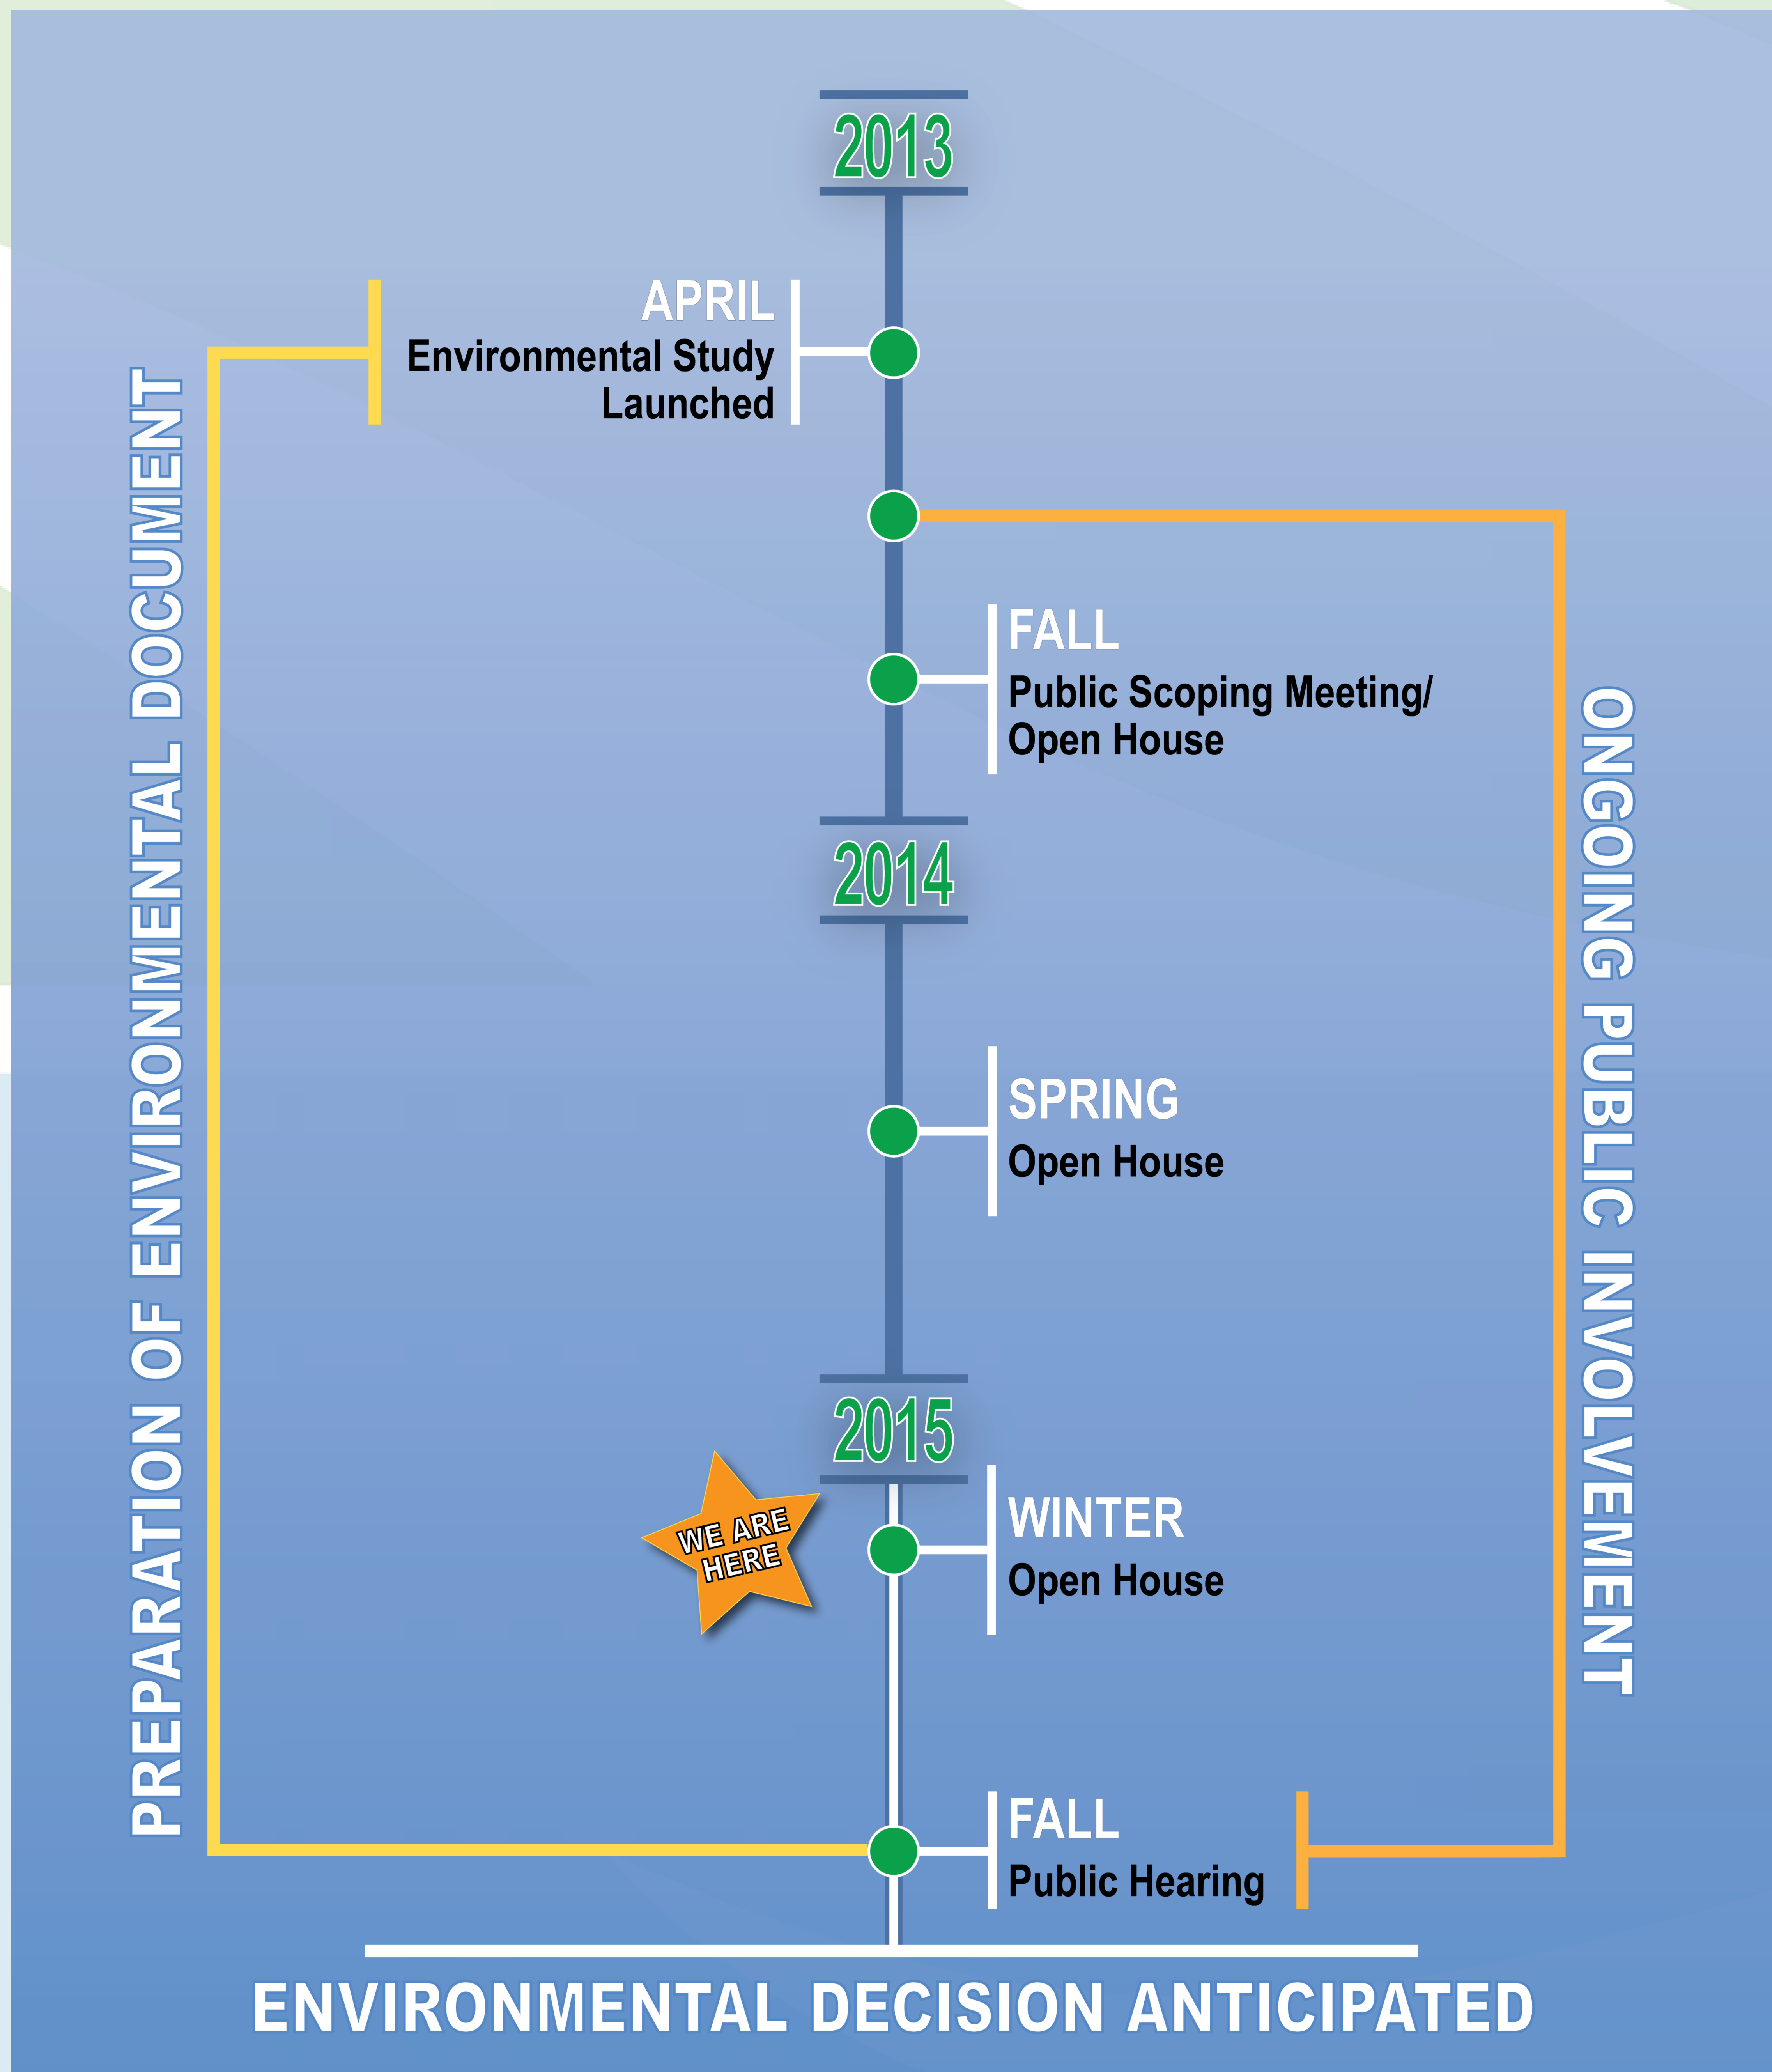 2013
APRIL
Environmental Study
Launched
FALL
Public Scoping Meeting/
Open House
2014
SPRING
Open House
2015
WE ARE
HERE
WINTER
Open House
FALL
Public Hearing
PREPARATION OF ENVIRONMENTAL DOCUMENT
ONGOING PUBLIC INVOLVEMENT
ENVIRONMENTAL DECISION ANTICIPATED